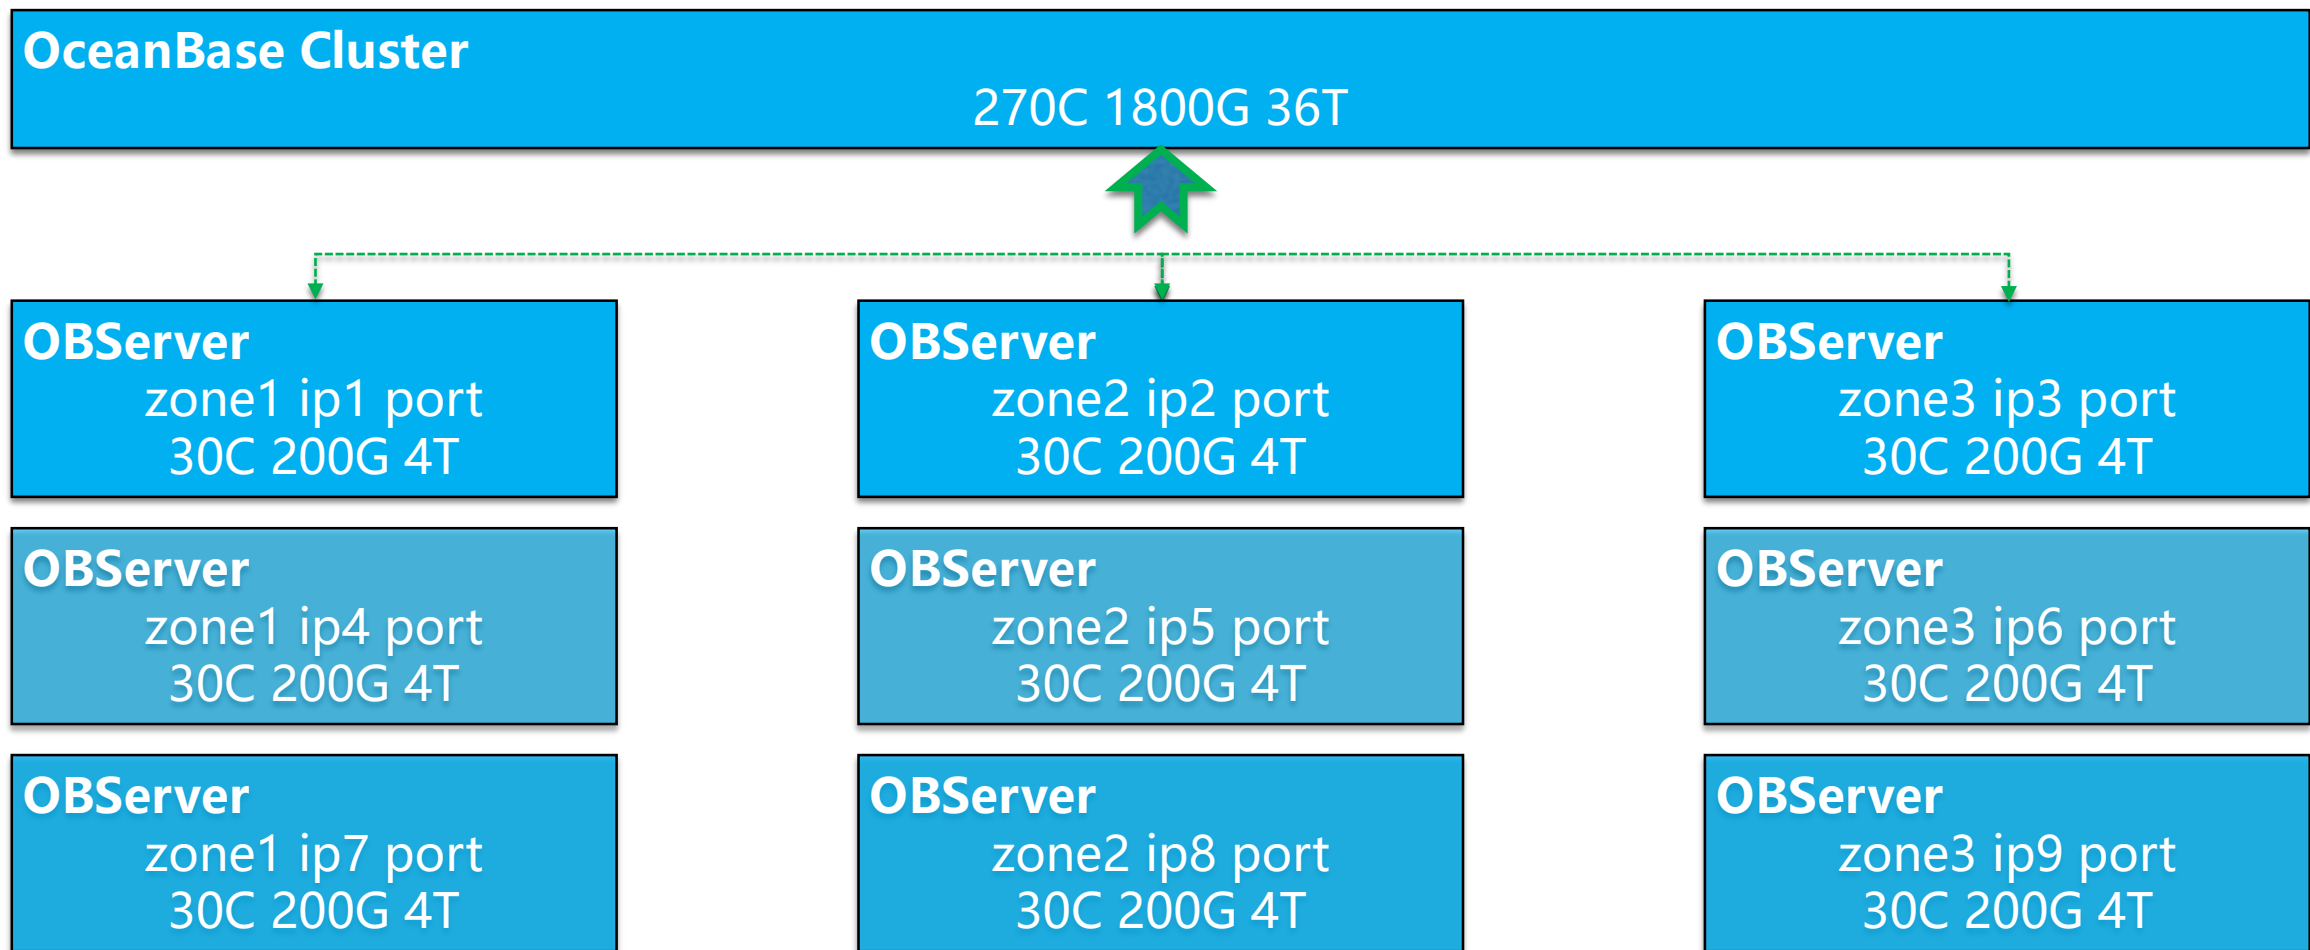 OceanBase Cluster
270C 1800G 36T
OBServer
zone1 ip1 port
30C 200G 4T
OBServer
zone2 ip2 port
30C 200G 4T
OBServer
zone3 ip3 port
30C 200G 4T
OBServer
zone1 ip4 port
30C 200G 4T
OBServer
zone2 ip5 port
30C 200G 4T
OBServer
zone3 ip6 port
30C 200G 4T
OBServer
zone1 ip7 port
30C 200G 4T
OBServer
zone2 ip8 port
30C 200G 4T
OBServer
zone3 ip9 port
30C 200G 4T